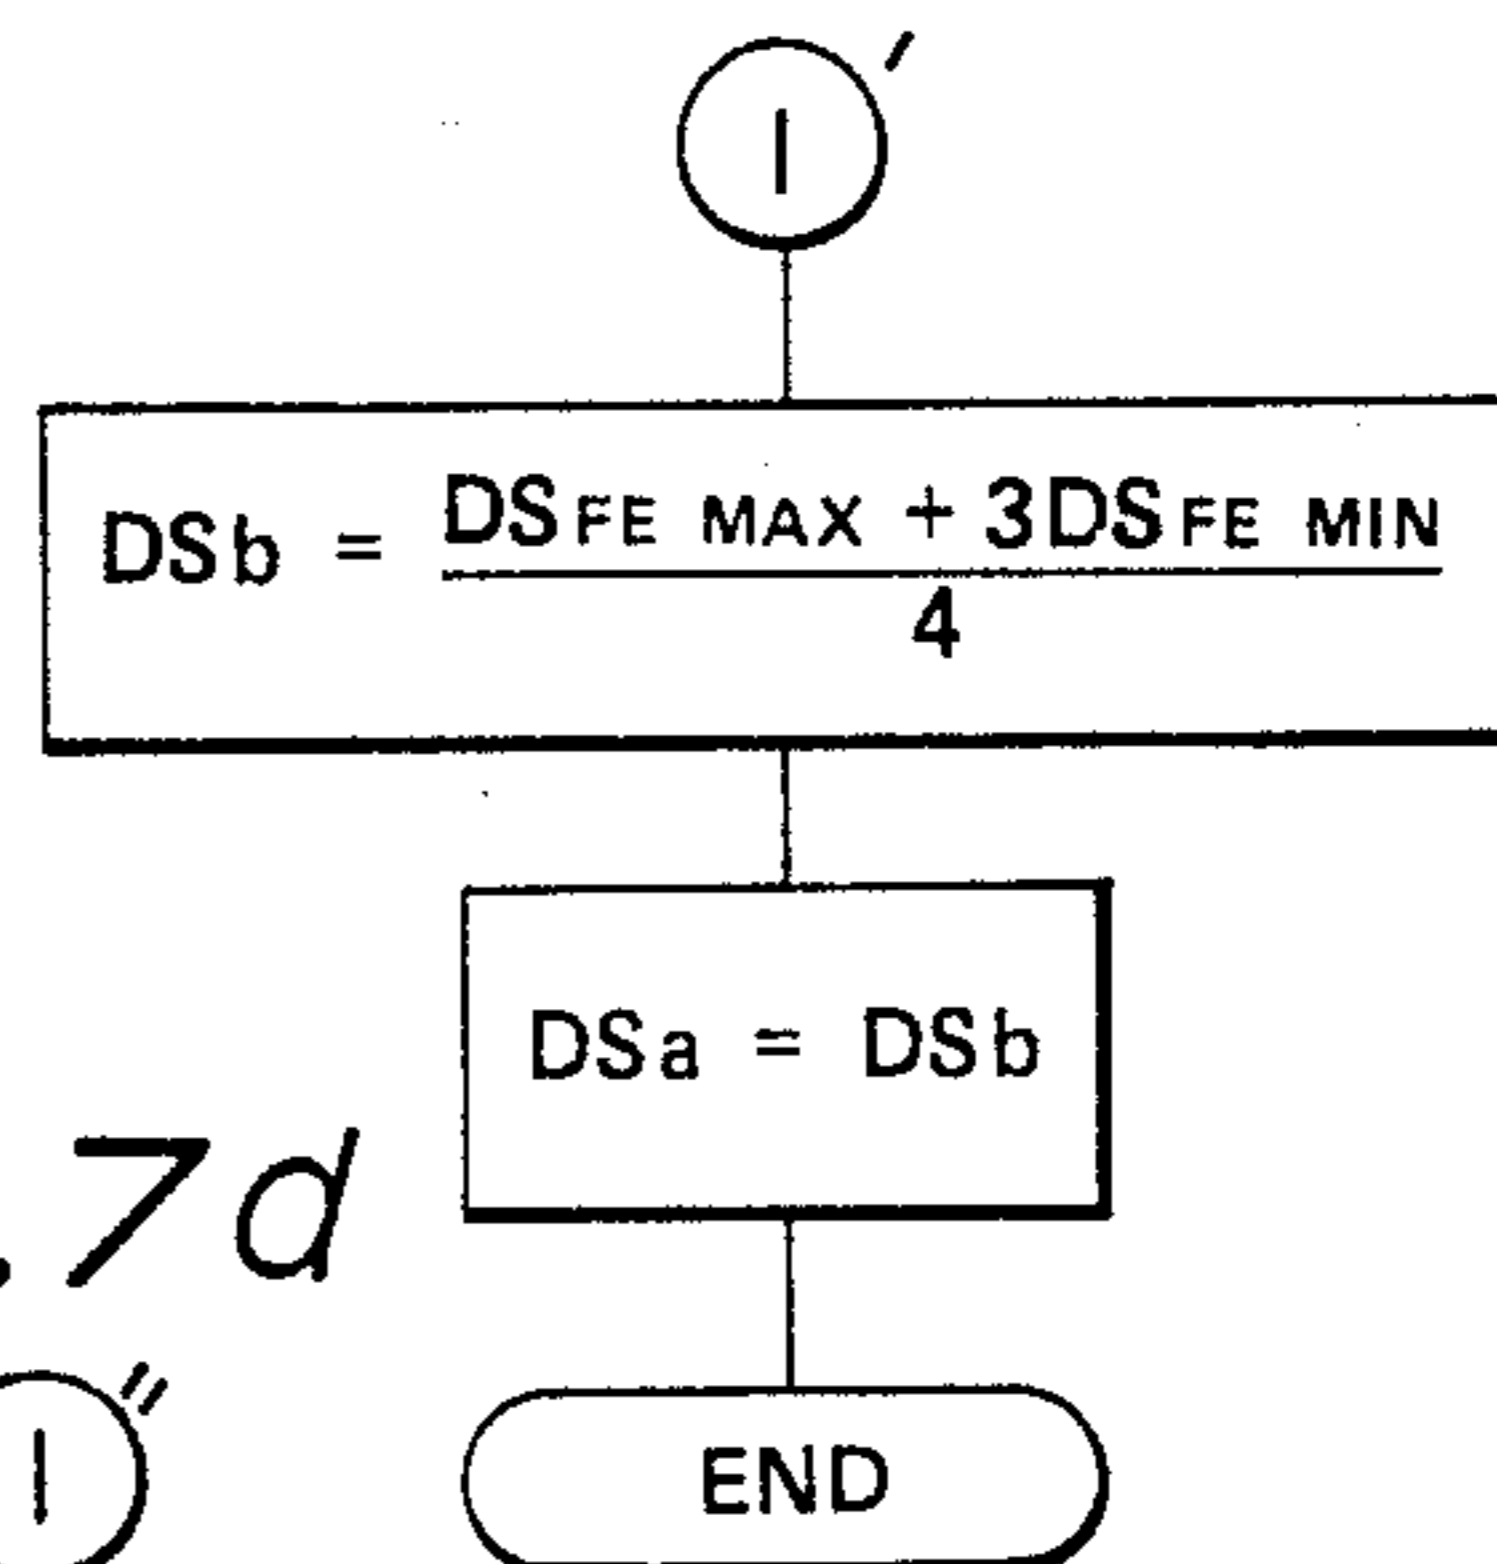 1'
DSb = DSFE MAX + 3DSFE MIN
4
DSa = DSb
.7d
1"
END